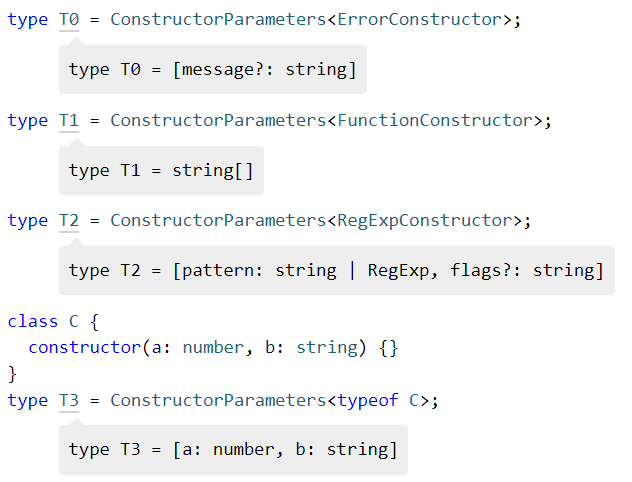 type T0 = ConstructorParameters<ErrorConstructor>;
type T0 = [message?: string]
type T1 = ConstructorParameters<FunctionConstructor>;
type T1 = string[]
type T2 = ConstructorParameters<RegExpConstructor>;
type T2 = [pattern: string | RegExp, flags?: string]
class C {
  constructor(a: number, b: string) {}
}
type T3 = ConstructorParameters<typeof C>;
type T3 = [a: number, b: string]